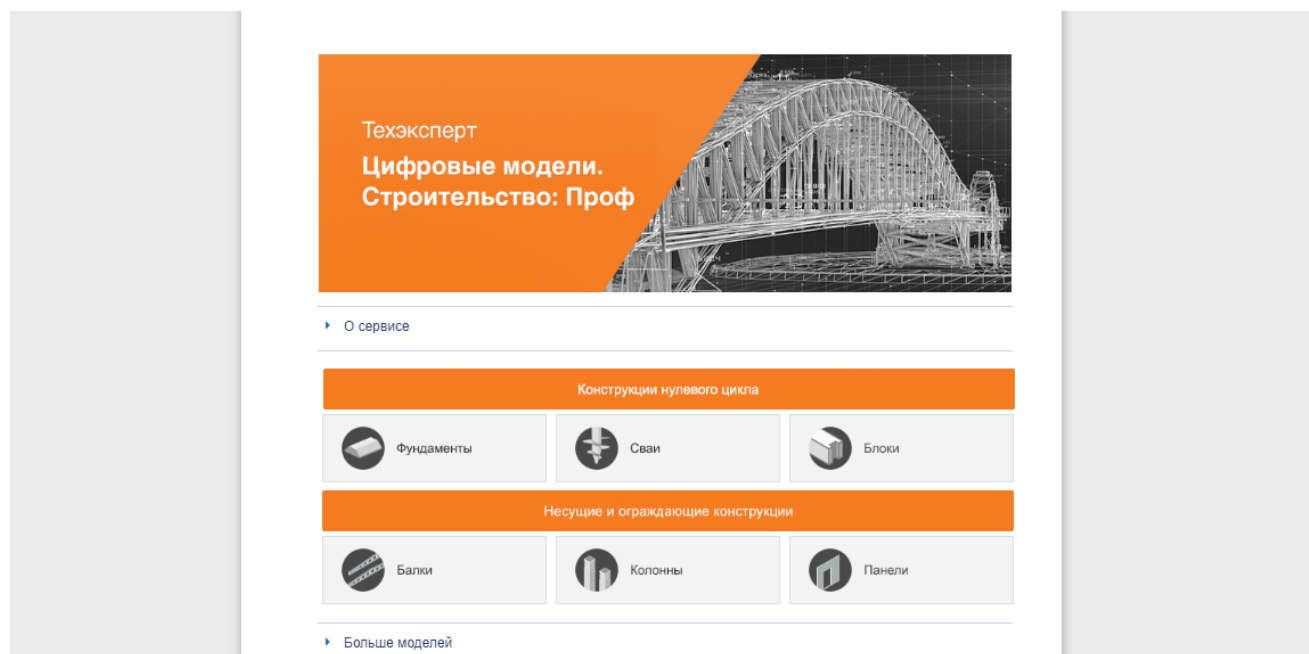 Техэксперт
Цифровые модели.
Строительство: Проф
О сервисе
Конструкции нулевого цикла
Фундаменты
Сваи
Блоки
Несущие и ограждающие конструкции
Балки
Колонны
Панели
Больше моделей